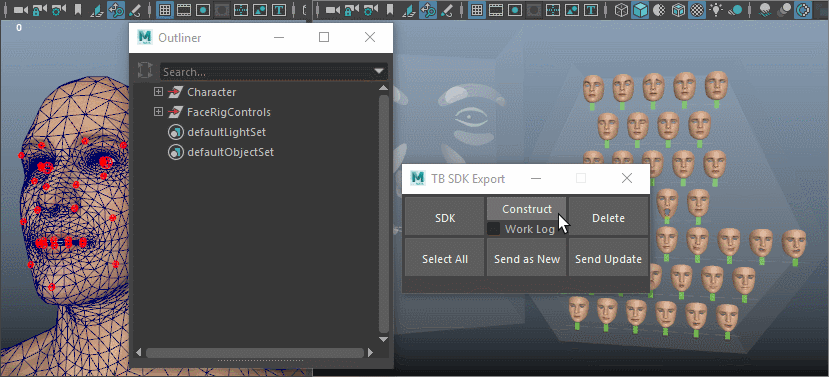 0
Outliner
Search...
Character
FaceRigControls
defaultLightSet
defaultObjectSet
TB SDK Export
SDK
Construct
Work Log
Delete
Select All
Send as New
Send Update